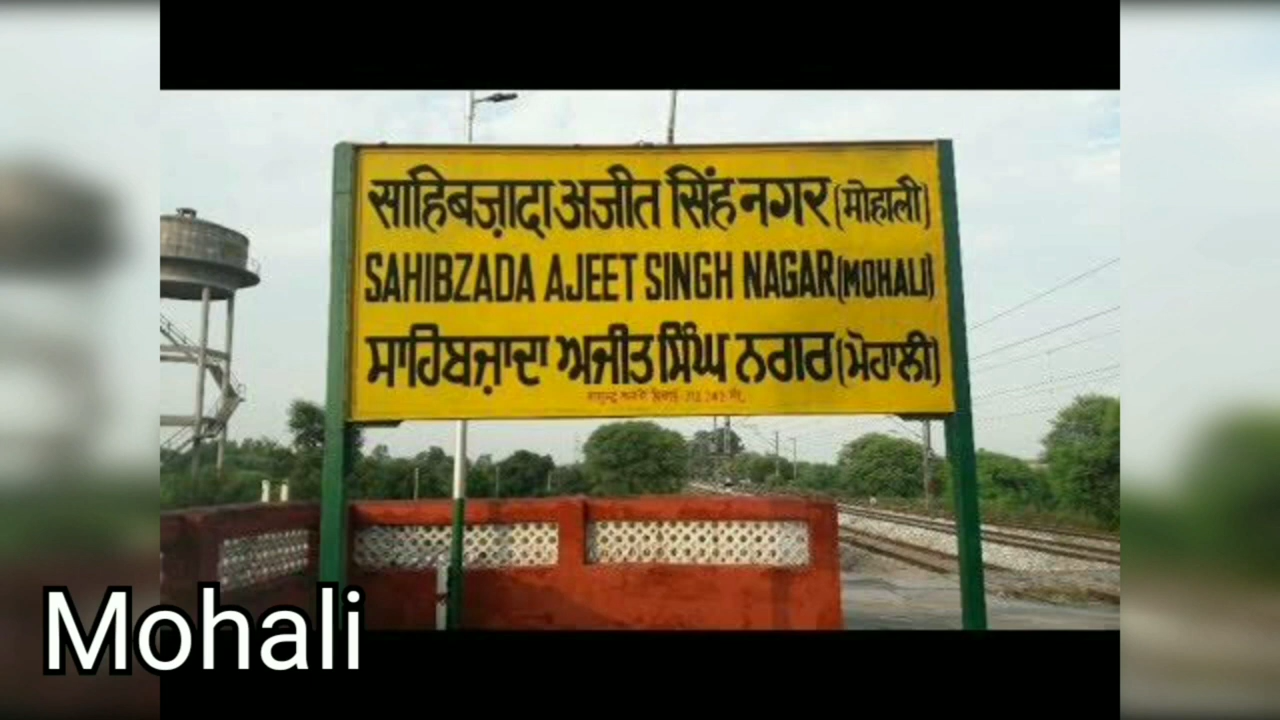 साहिबज़ादा अजीत सिंह नगर (मोहाली)
SAHIBZADA AJEET SINGH NAGAR (MOHALI)
ਸਾਹਿਬਜ਼ਾਦਾ ਅਜੀਤ ਸਿੰਘ ਨਗਰ (ਮੋਹਾਲੀ)
Mohali